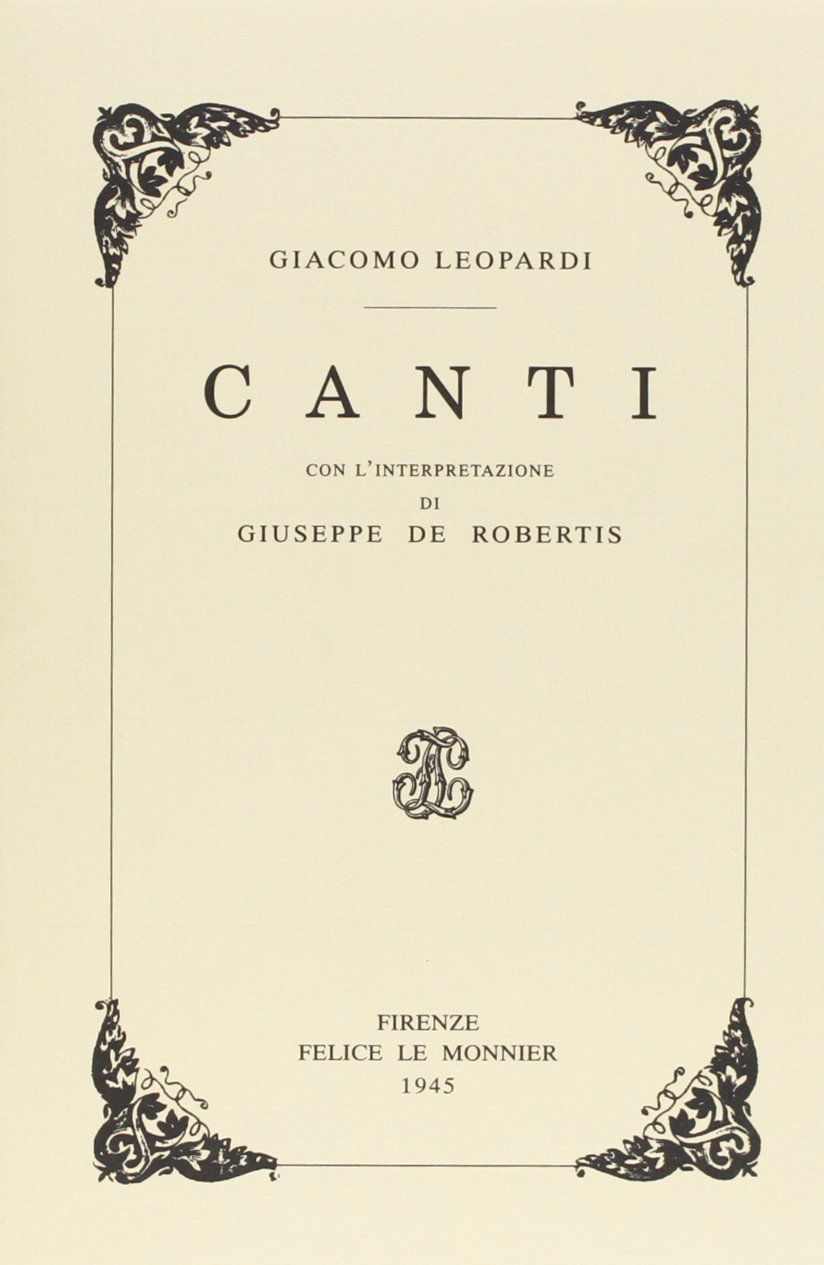 GIACOMO LEOPARDI
CANTI
CON L'INTERPRETAZIONE
DI
GIUSEPPE DE ROBERTIS
FIRENZE
FELICE LE MONNIER
1945